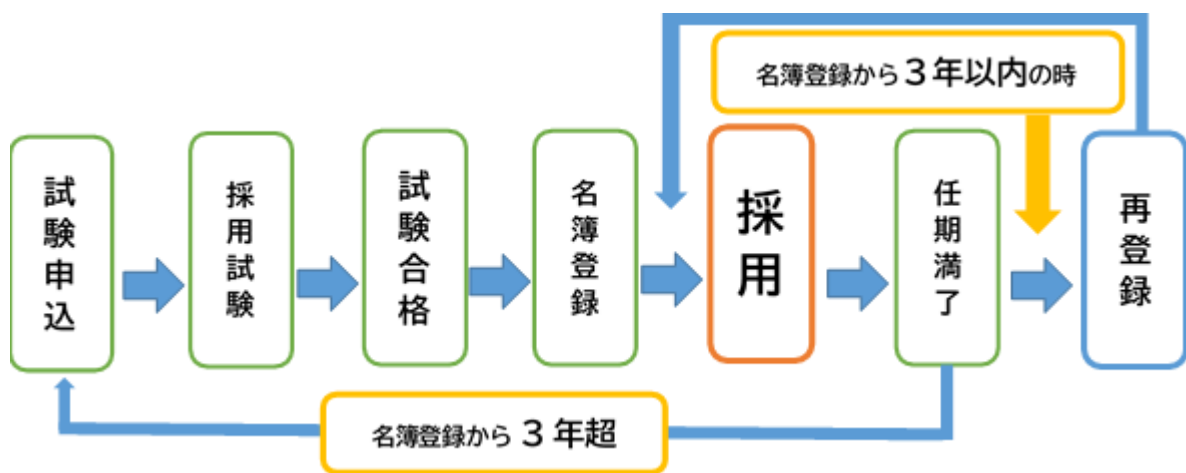 名簿登録から3年以内の時
試験申込
採用試験
試験合格
名簿登録
採用
任期満了
再登録
名簿登録から3年超